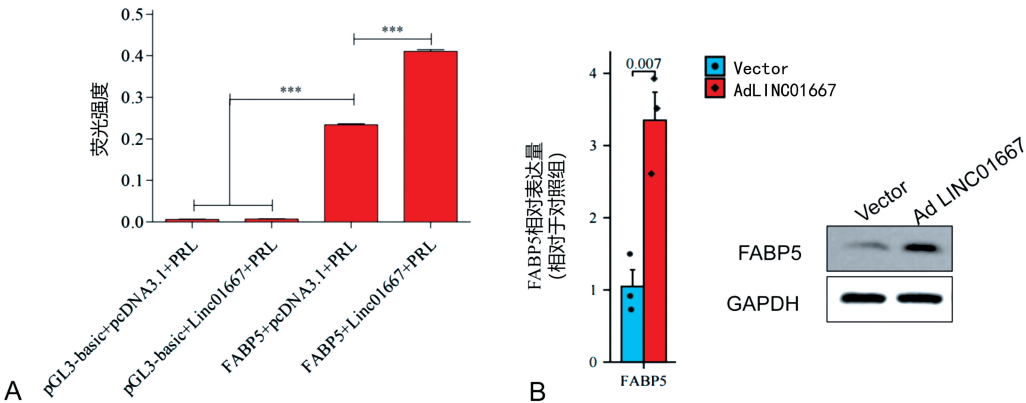 荧光强度
0.5
0.4
0.3
0.2
0.1
0.0
***
***
pGL3-basic+pcDNA3.1+PRL
pGL3-basic+Linc01667+PRL
FABP5+pcDNA3.1+PRL
FABP5+Linc01667+PRL
A
FABP5相对表达量
(相对于对照组)
4
3
2
1
0
0.007
FABP5
Vector
AdLINC01667
B
Vector
Ad LINC01667
FABP5
GAPDH